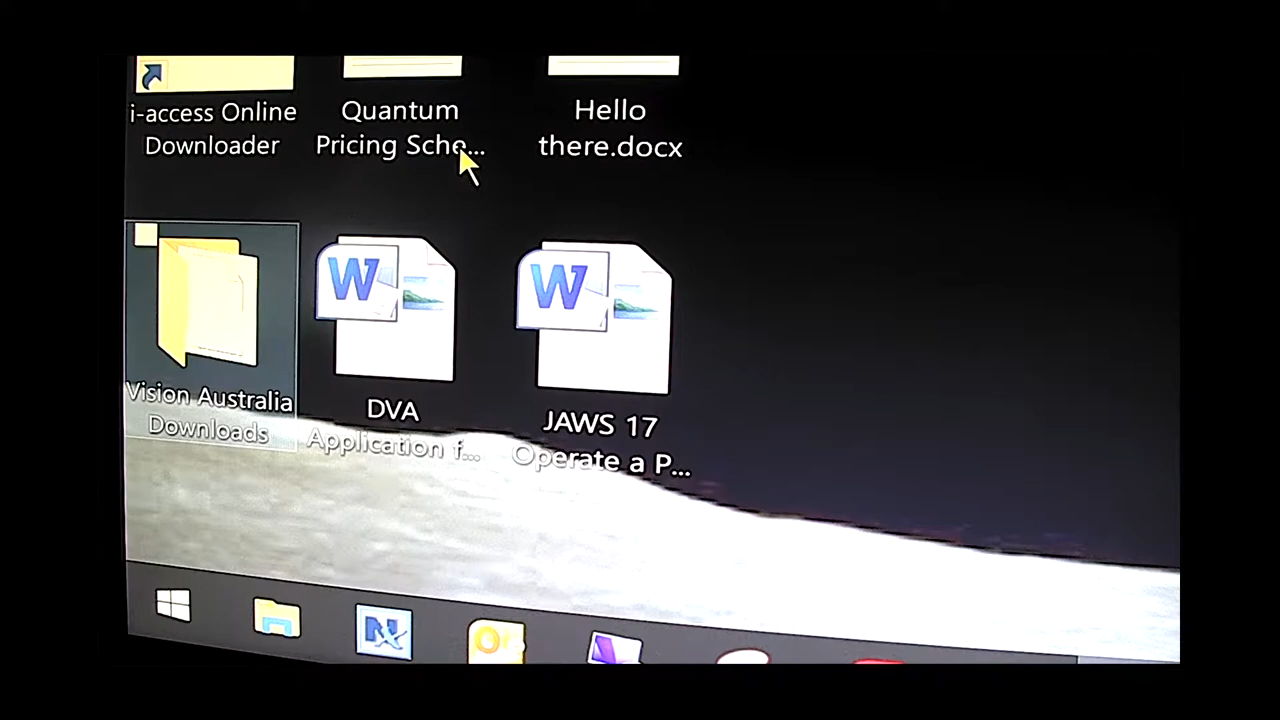 i-access Online
Downloader
Quantum
Pricing Sche...
Hello
there.docx
Vision Australia
Downloads
DVA
Application f...
JAWS 17
Operate a P...
W
W
N